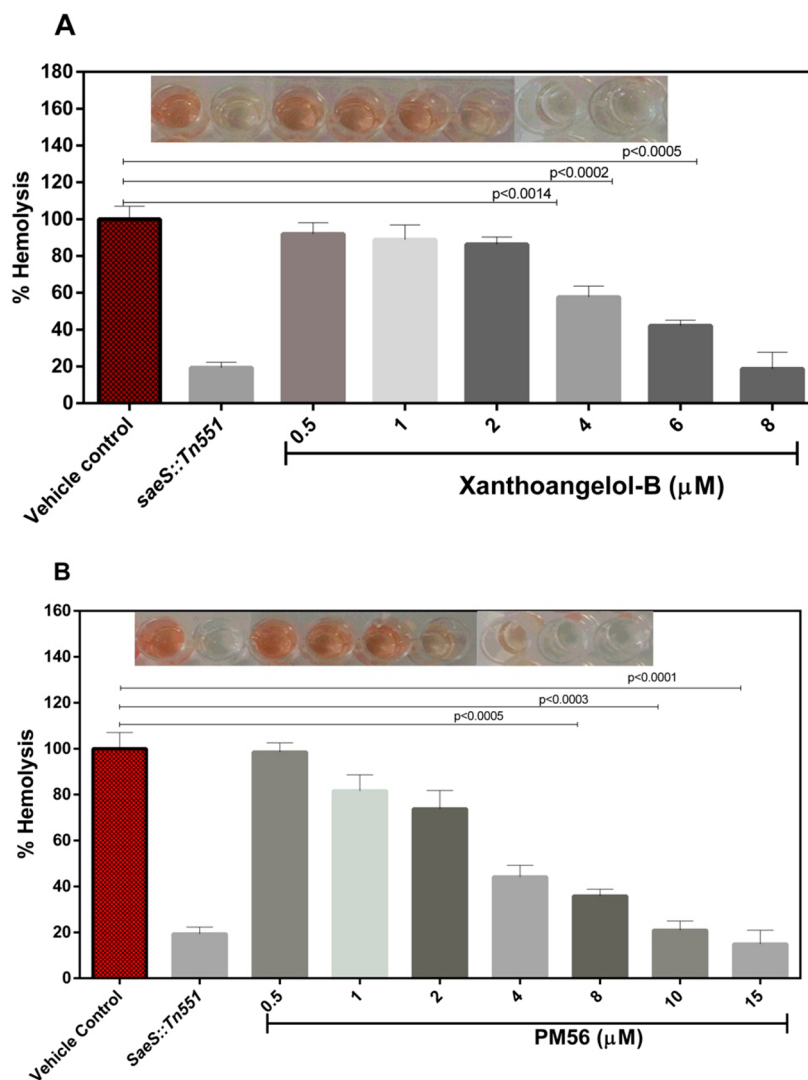 A
180
160
140
120
100
80
60
40
20
0
% Hemolysis
p<0.0005
p<0.0002
p<0.0014
Vehicle control
saeS::Tn551
0.5
1
2
4
6
8
Xanthoangelol-B (μM)
B
160
140
120
100
80
60
40
20
0
% Hemolysis
p<0.0001
p<0.0003
p<0.0005
Vehicle Control
SaeS::Tn551
0.5
1
2
4
8
10
15
PM56 (μM)